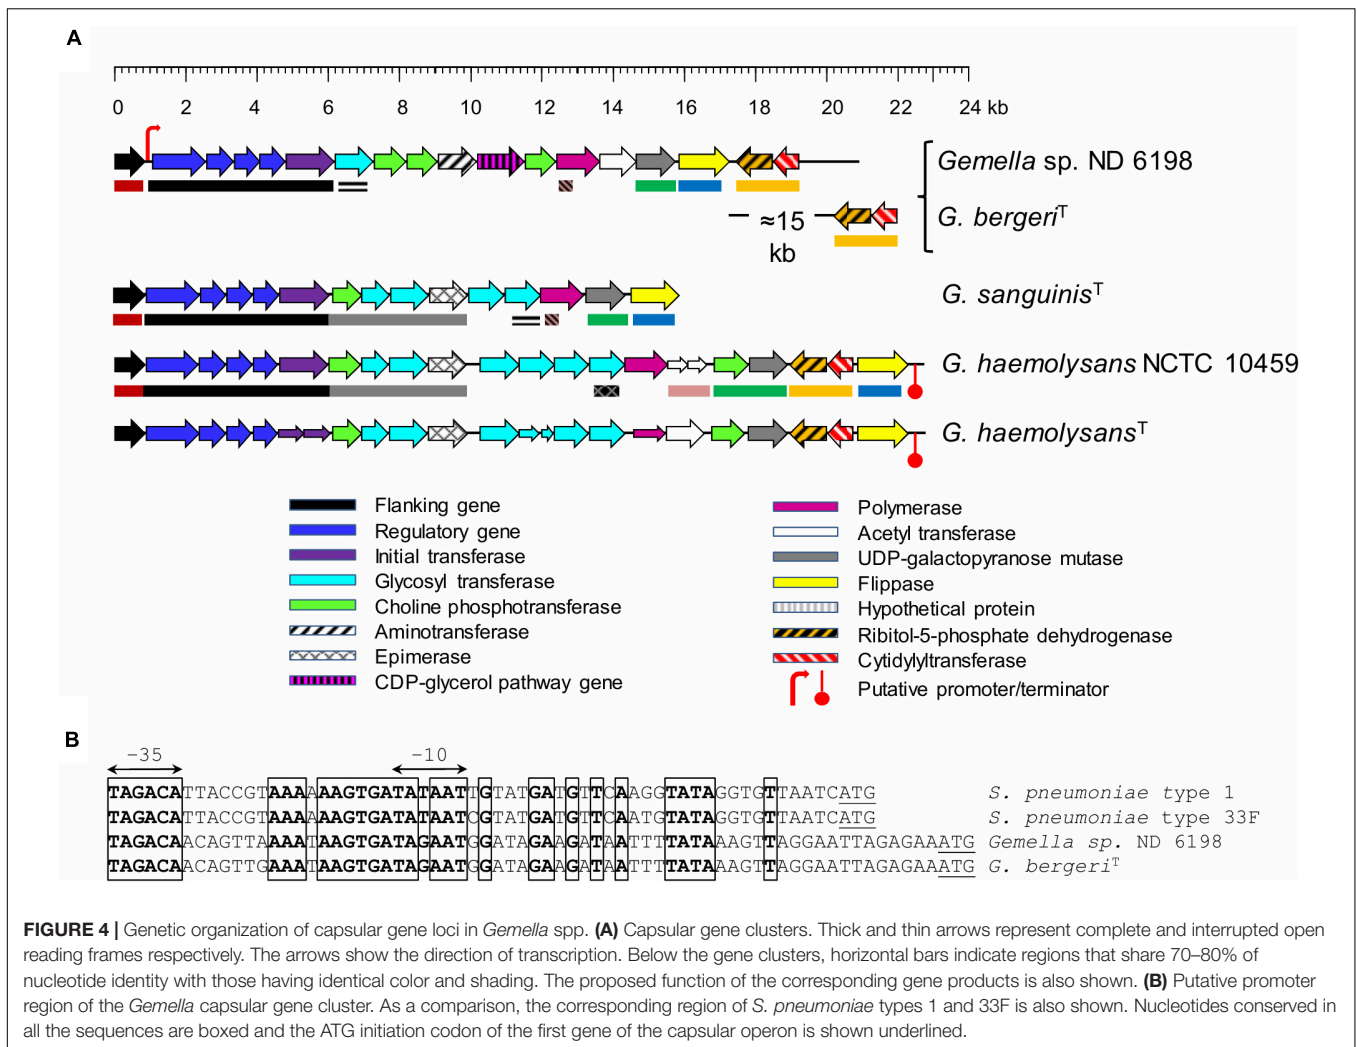 A
0 2 4 6 8 10 12 14 16 18 20 22 24 kb
Gemella sp. ND 6198
≈15 kb
G. bergeriT
G. sanguinisT
G. haemolysans NCTC 10459
G. haemolysansT
Flanking gene
Regulatory gene
Initial transferase
Glycosyl transferase
Choline phosphotransferase
Aminotransferase
Epimerase
CDP-glycerol pathway gene
Polymerase
Acetyl transferase
UDP-galactopyranose mutase
Flippase
Hypothetical protein
Ribitol-5-phosphate dehydrogenase
Cytidylyltransferase
Putative promoter/terminator
B
−35 −10
TAGACATTACCGTAAAAAAGTGATATAATTGTATGATGTTCAAGGTATAGGTGTTAATCATG S. pneumoniae type 1
TAGACATTACCGTAAAAAAGTGATATAATCGTATGATGTTCAAGGTATAGGTGTTAATCATG S. pneumoniae type 33F
TAGACAACAGTTAAAATAAGTGATAGAATGGATAGAAGATAATTTTATAAAGTTAGGAATTAGAGAAATG Gemella sp. ND 6198
TAGACAACAGTTGAAATAAGTGATAGAATGGATAGAAGATAATTTTATAAAGTTAGGAATTAGAGAAATG G. bergeriT
FIGURE 4 | Genetic organization of capsular gene loci in Gemella spp. (A) Capsular gene clusters. Thick and thin arrows represent complete and interrupted open
reading frames respectively. The arrows show the direction of transcription. Below the gene clusters, horizontal bars indicate regions that share 70–80% of
nucleotide identity with those having identical color and shading. The proposed function of the corresponding gene products is also shown. (B) Putative promoter
region of the Gemella capsular gene cluster. As a comparison, the corresponding region of S. pneumoniae types 1 and 33F is also shown. Nucleotides conserved in
all the sequences are boxed and the ATG initiation codon of the first gene of the capsular operon is shown underlined.